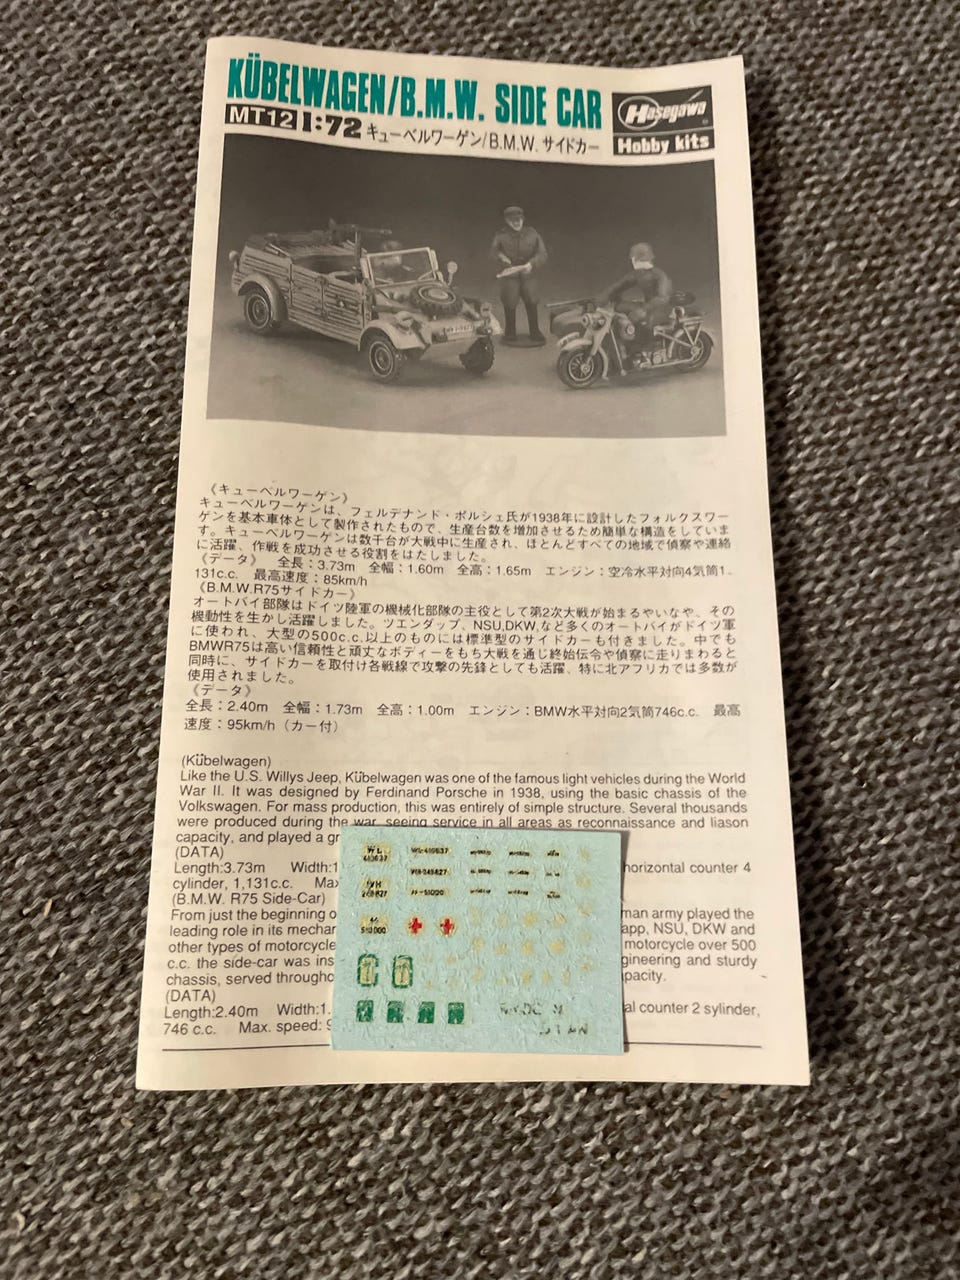 KÜBELWAGEN/B.M.W. SIDE CAR
MT12 1:72 キューベルワーゲン/B.M.W. サイドカー
Hasegawa
Hobby kits
《キューベルワーゲン》
キューベルワーゲンは、フェルデナンド・ポルシェ氏が1938年に設計したフォルクスワー
ゲンを基本車体として製作されたもので、生産台数を増加させるため簡単な構造をしていま
す。キューベルワーゲンは数千台が大戦中に生産され、ほとんどすべての地域で偵察や連絡
に活躍、作戦を成功させる役割をはたしました。
《データ》 全長:3.73m 全幅:1.60m 全高:1.65m エンジン:空冷水平対向4気筒1.
131c.c. 最高速度:85km/h
《B.M.W.R75サイドカー》
オートバイ部隊はドイツ陸軍の機械化部隊の主役として第2次大戦が始まるやいなや、その
機動性を生かし活躍しました。ツエンダップ、NSU,DKW,など多くのオートバイがドイツ軍
に使われ、大型の500c.c.以上のものには標準型のサイドカーも付きました。中でも
BMWR75は高い信頼性と頑丈なボディーをもち大戦を通じ終始伝令や偵察に走りまわると
同時に、サイドカーを取付け各戦線で攻撃の先鋒としても活躍、特に北アフリカでは多数が
使用されました。
《データ》
全長:2.40m 全幅:1.73m 全高:1.00m エンジン:BMW水平対向2気筒746c.c. 最高
速度:95km/h(カー付)
(Kübelwagen)
Like the U.S. Willys Jeep, Kübelwagen was one of the famous light vehicles during the World
War II. It was designed by Ferdinand Porsche in 1938, using the basic chassis of the
Volkswagen. For mass production, this was entirely of simple structure. Several thousands
were produced during the war, seeing service in all areas as reconnaissance and liason
capacity, and played a
(DATA)
Length:3.73m Width: horizontal counter 4
cylinder, 1,131c.c.
(B.M.W. R75 Side-Car)
From just the beginning army played the
leading role in its NSU, DKW and
other types of motorcycle over 500
c.c. the side-car was and sturdy
chassis, served
(DATA)
Length:2.40m Width:1. counter 2 sylinder,
746 c.c. Max. speed:
WL
419637
WL-419637
WH
WH-248827